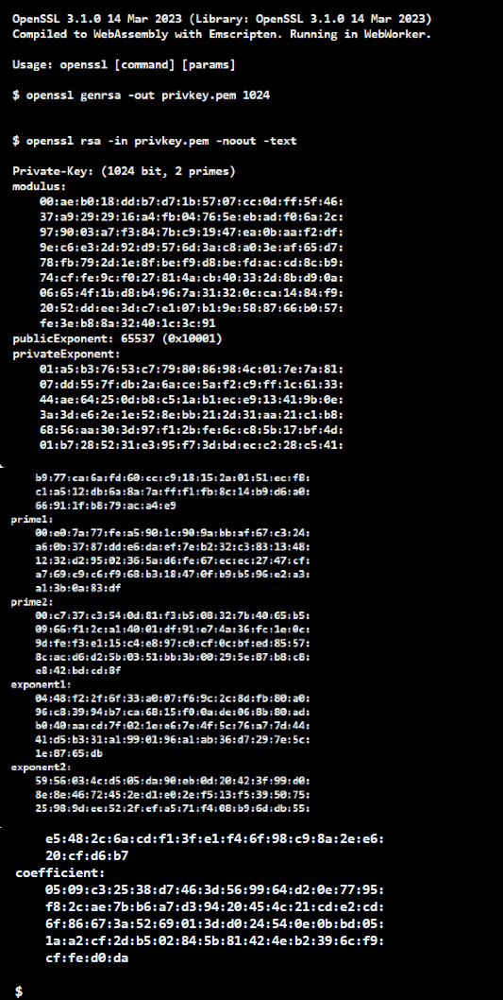 OpenSSL 3.1.0 14 Mar 2023 (Library: OpenSSL 3.1.0 14 Mar 2023)
Compiled to WebAssembly with Emscripten. Running in WebWorker.
Usage: openssl [command] [params]
$ openssl genrsa -out privkey.pem 1024
$ openssl rsa -in privkey.pem -noout -text
Private-Key: (1024 bit, 2 primes)
modulus:
00:ae:b0:18:dd:b7:d7:1b:57:07:cc:0d:ff:5f:46:
37:a9:29:29:16:a4:fb:04:76:5e:eb:ad:f0:6a:2c:
97:90:03:a7:f3:84:7b:c9:19:47:ea:0b:aa:f2:df:
9e:c6:e3:2d:92:d9:57:6d:3a:c8:a0:3e:af:65:d7:
78:fb:79:2d:1e:8f:be:f9:d8:be:fd:ac:cd:8c:b9:
74:cf:fe:9c:f0:27:81:4a:cb:40:33:2d:8b:d9:0a:
06:65:4f:1b:d8:b4:96:7a:31:32:0c:ca:14:84:f9:
20:52:dd:ee:3d:c7:e1:07:b1:9e:58:87:66:b0:57:
fe:3e:b8:8a:32:40:1c:3c:91
publicExponent: 65537 (0x10001)
privateExponent:
01:a5:b3:76:53:c7:79:80:86:98:4c:01:7e:7a:81:
07:dd:55:7f:db:2a:6a:ce:5a:f2:c9:ff:1c:61:33:
44:ae:64:25:0d:b8:c5:1a:b1:ec:e9:13:41:9b:0e:
3a:3d:e6:2e:1e:52:8e:bb:21:2d:31:aa:21:c1:b8:
68:56:aa:30:3d:97:f1:2b:fe:6c:c8:5b:17:bf:4d:
01:b7:28:52:31:e3:95:f7:3d:bd:ec:c2:28:c5:41:
b9:77:ca:6a:fd:60:cc:c9:18:15:2a:01:51:ec:f8:
c1:a5:12:db:6a:8a:7a:ff:f1:fb:8c:14:b9:d6:a0:
66:91:1f:b8:79:ac:a4:e9
prime1:
00:e0:7a:77:fe:a5:90:1c:90:9a:bb:af:67:c3:24:
a6:0b:37:87:dd:e6:da:ef:7e:b2:32:c3:83:13:48:
12:32:d2:95:02:36:5a:d6:fe:67:ec:ec:27:47:cf:
a7:69:c9:c6:f9:68:b3:18:47:0f:b9:b5:96:e2:a3:
a1:3b:0a:83:df
prime2:
00:c7:37:c3:54:0d:81:f3:b5:08:32:7b:40:65:b5:
09:66:f1:2c:a1:40:01:df:91:e7:4a:36:fc:1e:0c:
9d:fe:f3:e1:15:c4:e8:97:c0:cf:0c:bf:ed:85:57:
8c:ac:d6:d2:5b:03:51:bb:3b:00:29:5e:87:b8:c8:
e8:42:bd:cd:8f
exponent1:
04:48:f2:2f:6f:33:a0:07:f6:9c:2c:8d:fb:80:a0:
96:c8:39:94:b7:ca:68:15:f0:0a:de:06:8b:80:ad:
b0:40:aa:cd:7f:02:1e:e6:7e:4f:5c:76:a7:7d:44:
41:d5:b3:31:a1:99:01:96:a1:ab:36:d7:29:7e:5c:
1e:87:65:db
exponent2:
59:56:03:4c:d5:05:da:90:eb:0d:20:42:3f:99:d0:
8e:8e:46:72:45:2e:d1:e0:2e:f5:13:f5:39:50:75:
25:98:9d:ee:52:2f:ef:a5:71:f4:08:b9:6d:db:55:
e5:48:2c:6a:cd:f1:3f:e1:f4:6f:98:c9:8a:2e:e6:
20:cf:d6:b7
coefficient:
05:09:c3:25:38:d7:46:3d:56:99:64:d2:0e:77:95:
f8:2c:ae:7b:b6:a7:d3:94:20:45:4c:21:cd:e2:cd:
6f:86:67:3a:52:69:01:3d:d0:24:54:0e:0b:bd:05:
1a:a2:cf:2d:b5:02:84:5b:81:42:4e:b2:39:6c:f9:
cf:fe:d0:da
$